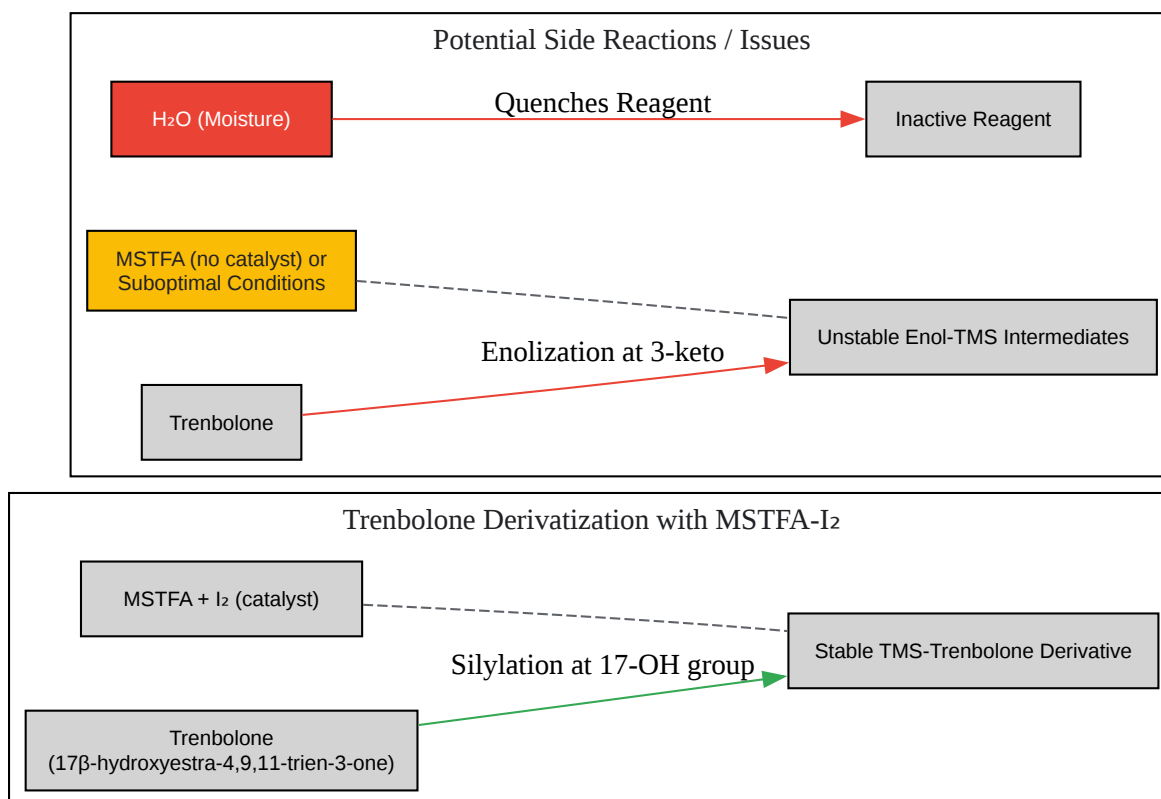 Potential Side Reactions / Issues
H₂O (Moisture)
Quenches Reagent
Inactive Reagent
MSTFA (no catalyst) or
Suboptimal Conditions
Unstable Enol-TMS Intermediates
Enolization at 3-keto
Trenbolone
Trenbolone Derivatization with MSTFA-I₂
MSTFA + I₂ (catalyst)
Stable TMS-Trenbolone Derivative
Silylation at 17-OH group
Trenbolone
(17β-hydroxyestra-4,9,11-trien-3-one)